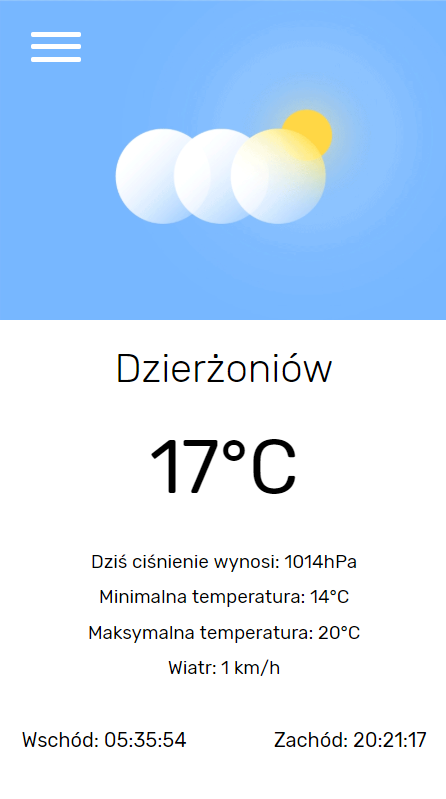 Dzierżoniów
17°C
Dziś ciśnienie wynosi: 1014hPa
Minimalna temperatura: 14°C
Maksymalna temperatura: 20°C
Wiatr: 1 km/h
Wschód: 05:35:54 Zachód: 20:21:17